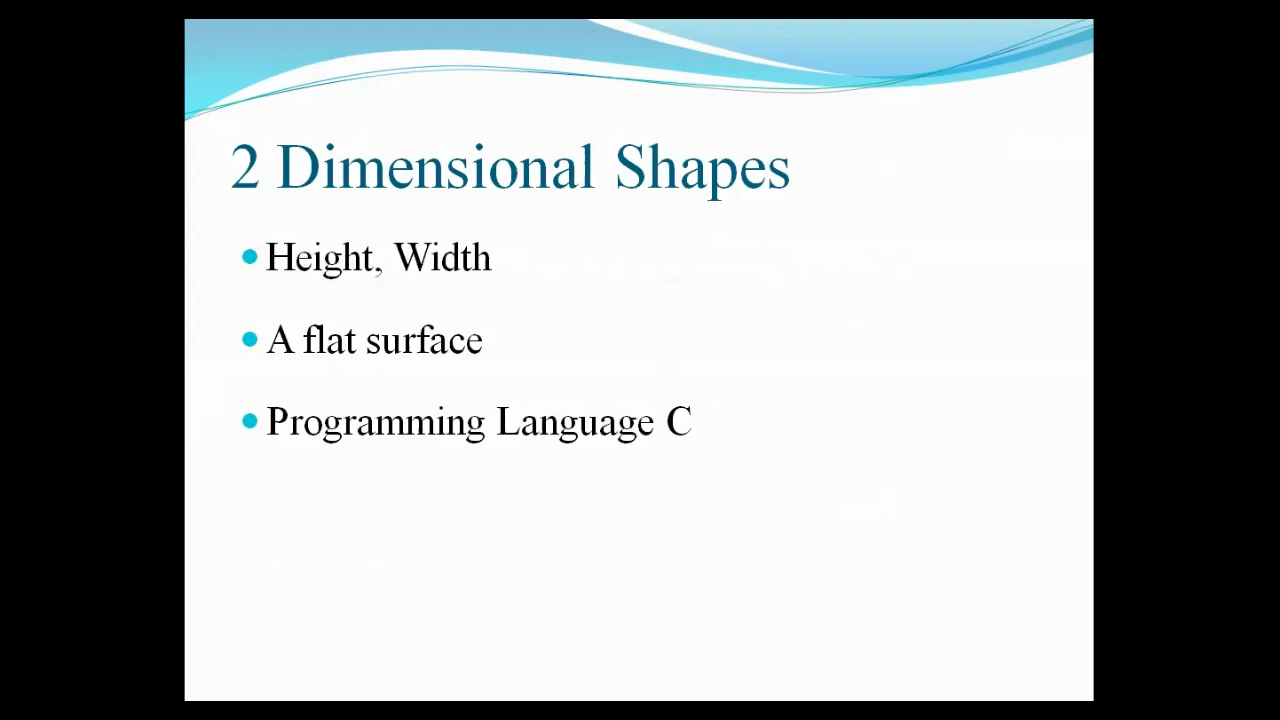 2 Dimensional Shapes
Height, Width
A flat surface
Programming Language C